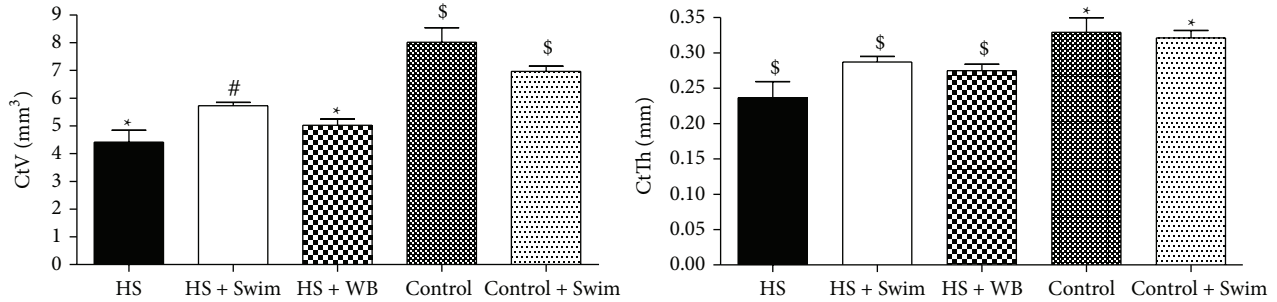 CtV (mm³)
9
8
7
6
5
4
3
2
1
0
*
#
*
$
$
HS
HS + Swim
HS + WB
Control
Control + Swim
CtTh (mm)
0.35
0.30
0.25
0.20
0.15
0.10
0.05
0.00
$
$
$
*
*
HS
HS + Swim
HS + WB
Control
Control + Swim